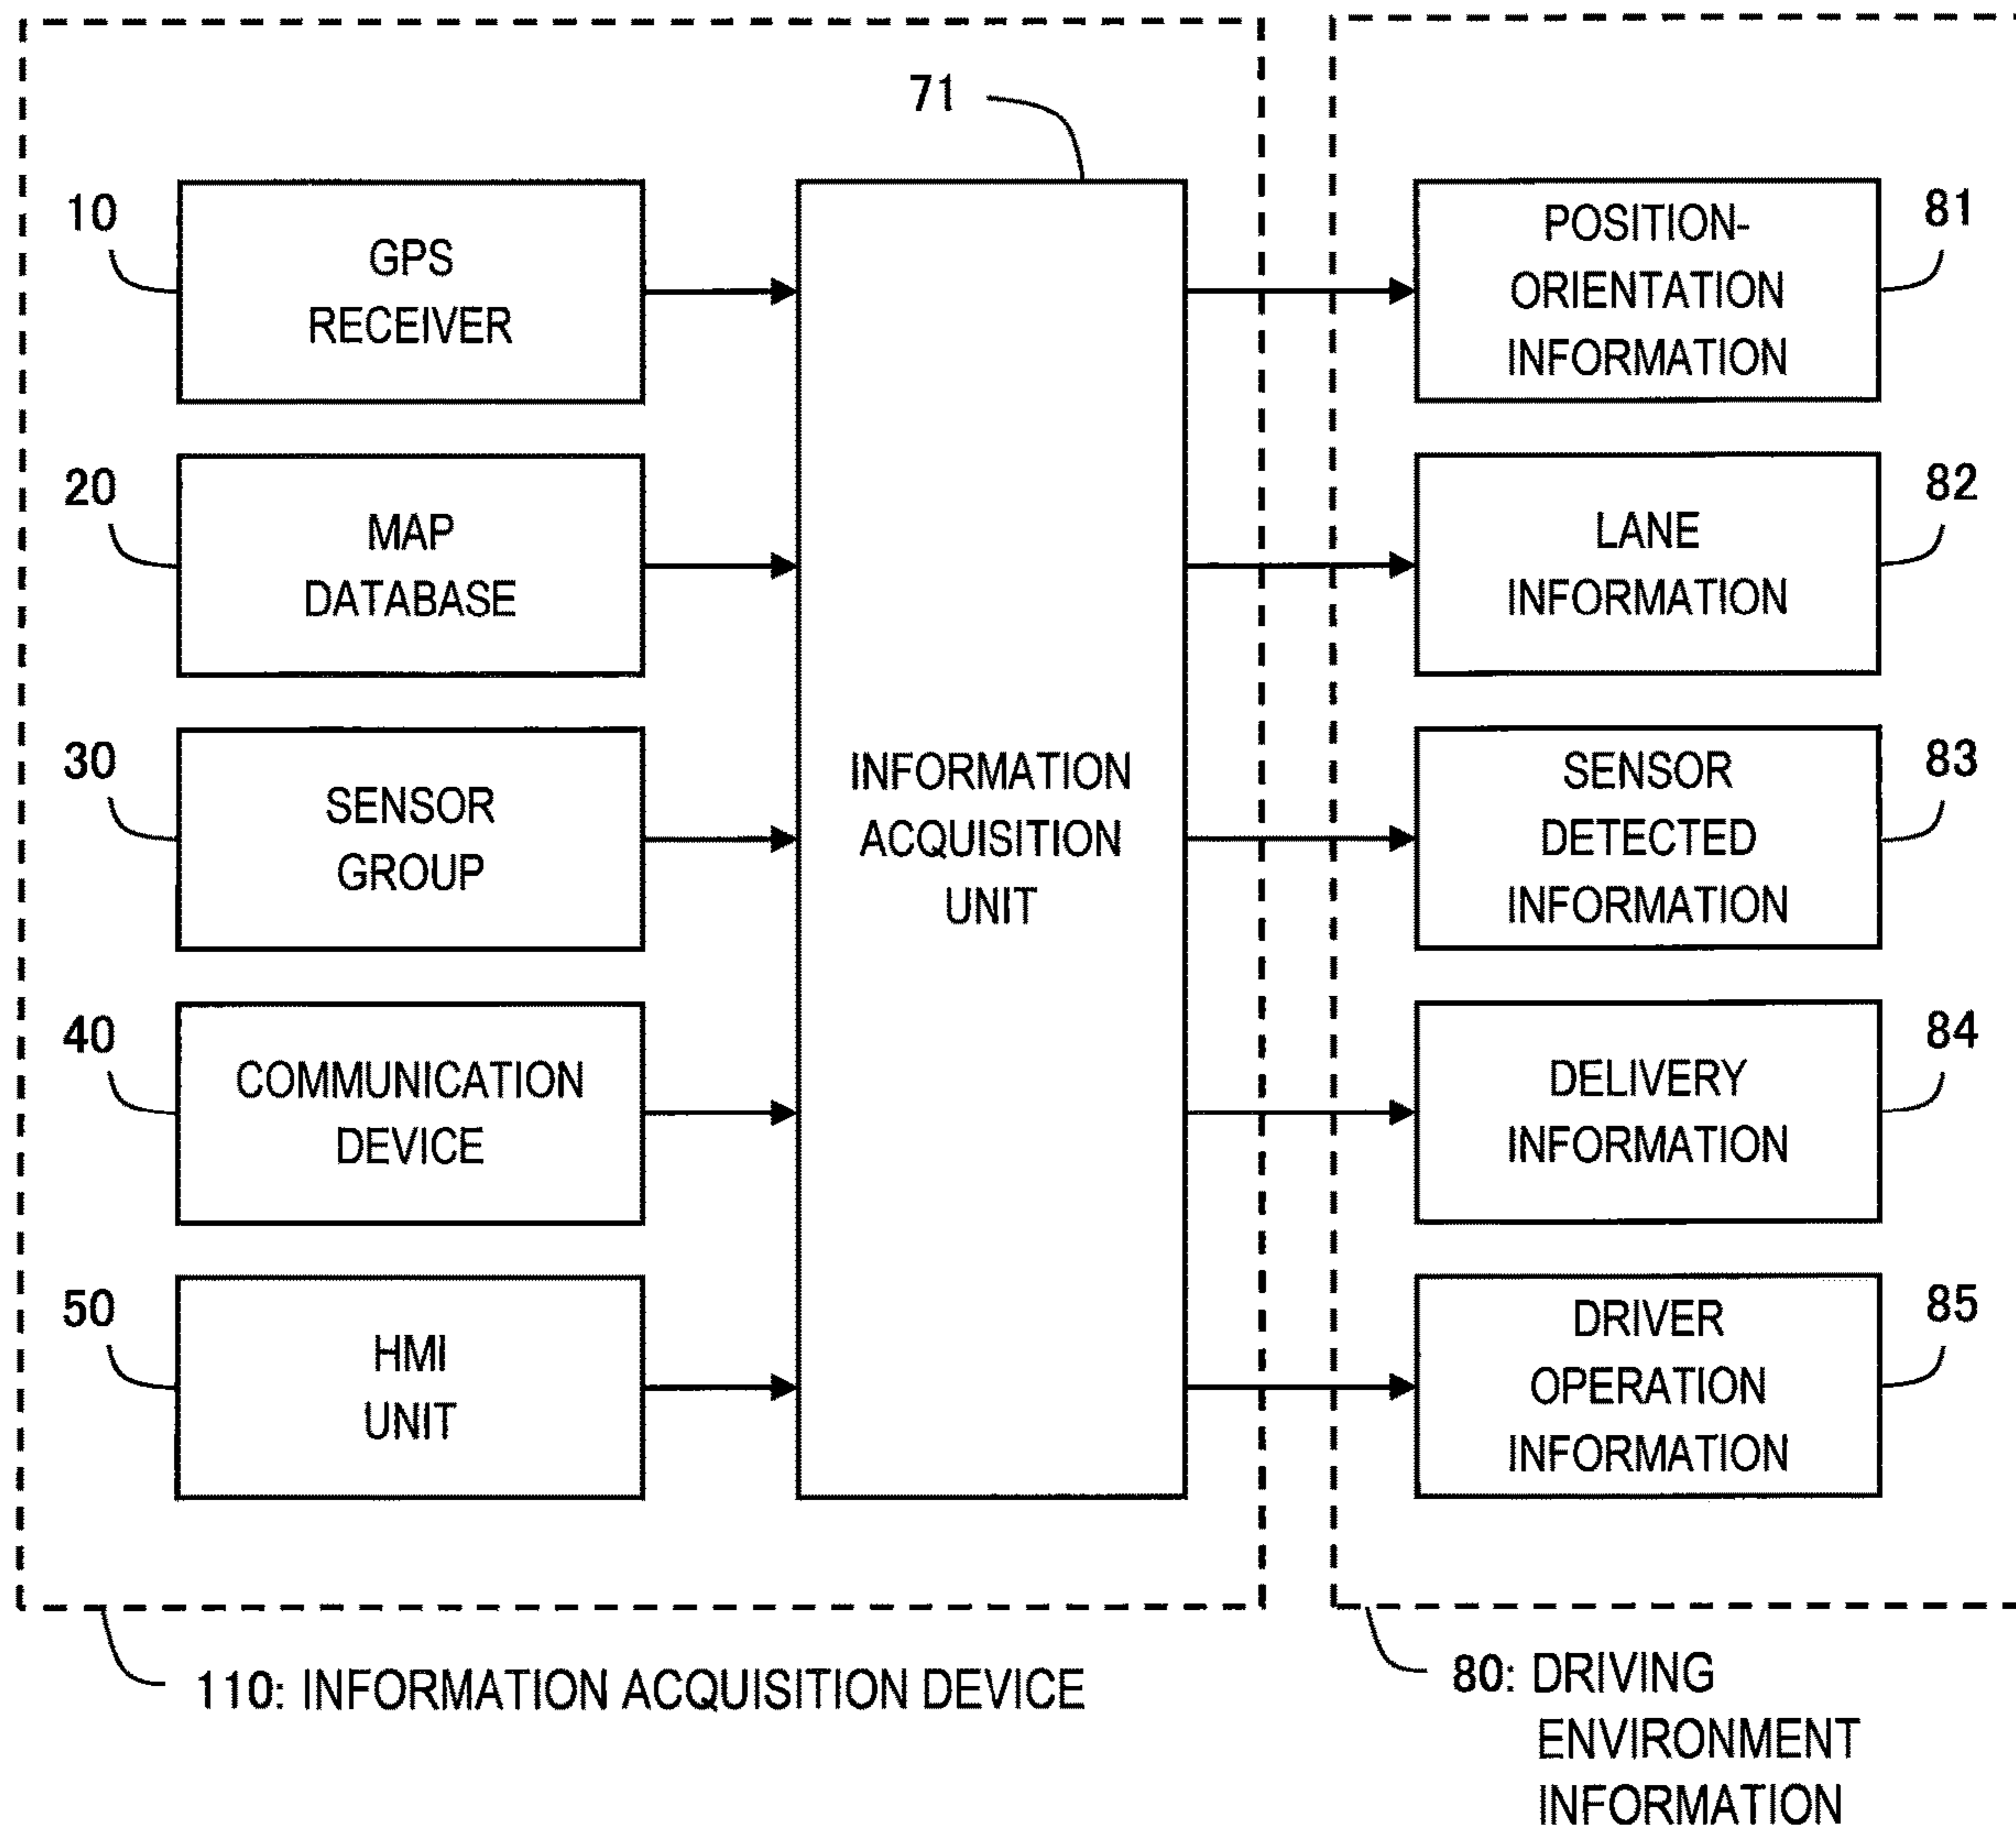 71
10
GPS
RECEIVER
POSITION-
ORIENTATION
INFORMATION
81
20
MAP
DATABASE
LANE
INFORMATION
82
30
SENSOR
GROUP
INFORMATION
ACQUISITION
UNIT
SENSOR
DETECTED
INFORMATION
83
40
COMMUNICATION
DEVICE
DELIVERY
INFORMATION
84
50
HMI
UNIT
DRIVER
OPERATION
INFORMATION
85
110: INFORMATION ACQUISITION DEVICE
80: DRIVING
ENVIRONMENT
INFORMATION